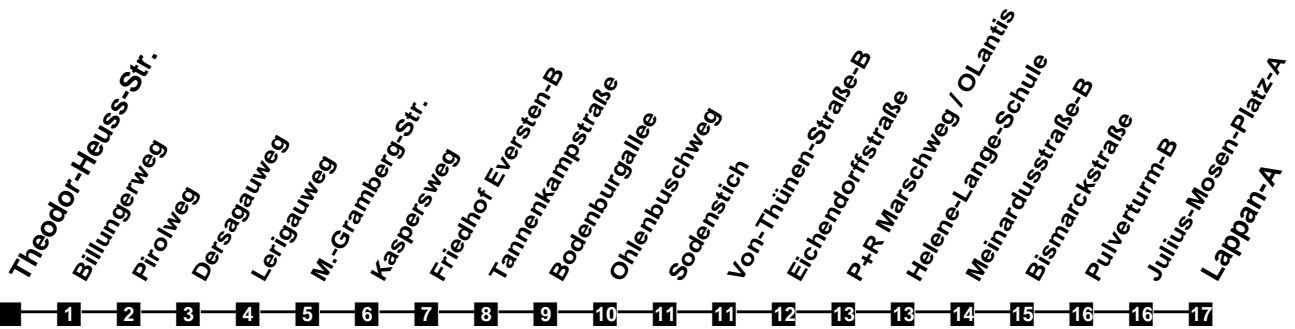 Theodor-Heuss-Str.
Billungerweg
Pirolweg
Dersagauweg
Lerigauweg
M.-Gramberg-Str.
Kaspersweg
Friedhof Eversten-B
Tannenkampstraße
Bodenburgallee
Ohlenbuschweg
Sodenstich
Von-Thünen-Straße-B
Eichendorffstraße
P+R Marschweg / OLantis
Helene-Lange-Schule
Meinardusstraße-B
Bismarckstraße
Pulverturm-B
Julius-Mosen-Platz-A
Lappan-A
1 2 3 4 5 6 7 8 9 10 11 11 12 13 13 14 15 16 16 17